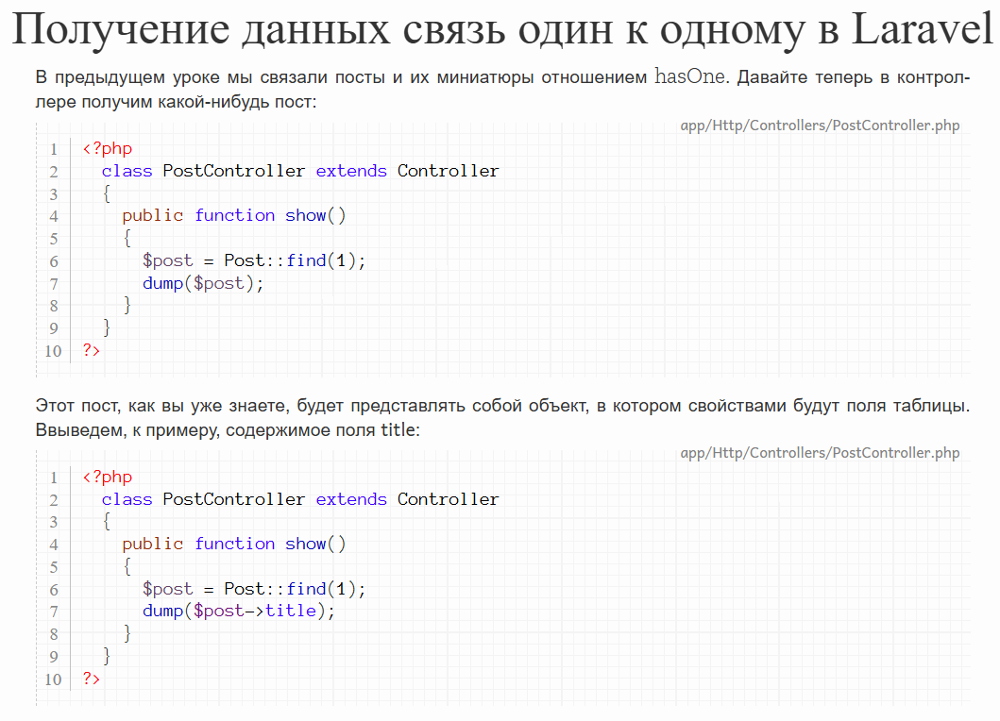 Получение данных связь один к одному в Laravel
В предыдущем уроке мы связали посты и их миниатюры отношением hasOne. Давайте теперь в контрол-
лере получим какой-нибудь пост:
app/Http/Controllers/PostController.php
1 <?php
2 class PostController extends Controller
3 {
4 public function show()
5 {
6 $post = Post::find(1);
7 dump($post);
8 }
9 }
10 ?>
Этот пост, как вы уже знаете, будет представлять собой объект, в котором свойствами будут поля таблицы.
Ввыведем, к примеру, содержимое поля title:
app/Http/Controllers/PostController.php
1 <?php
2 class PostController extends Controller
3 {
4 public function show()
5 {
6 $post = Post::find(1);
7 dump($post->title);
8 }
9 }
10 ?>